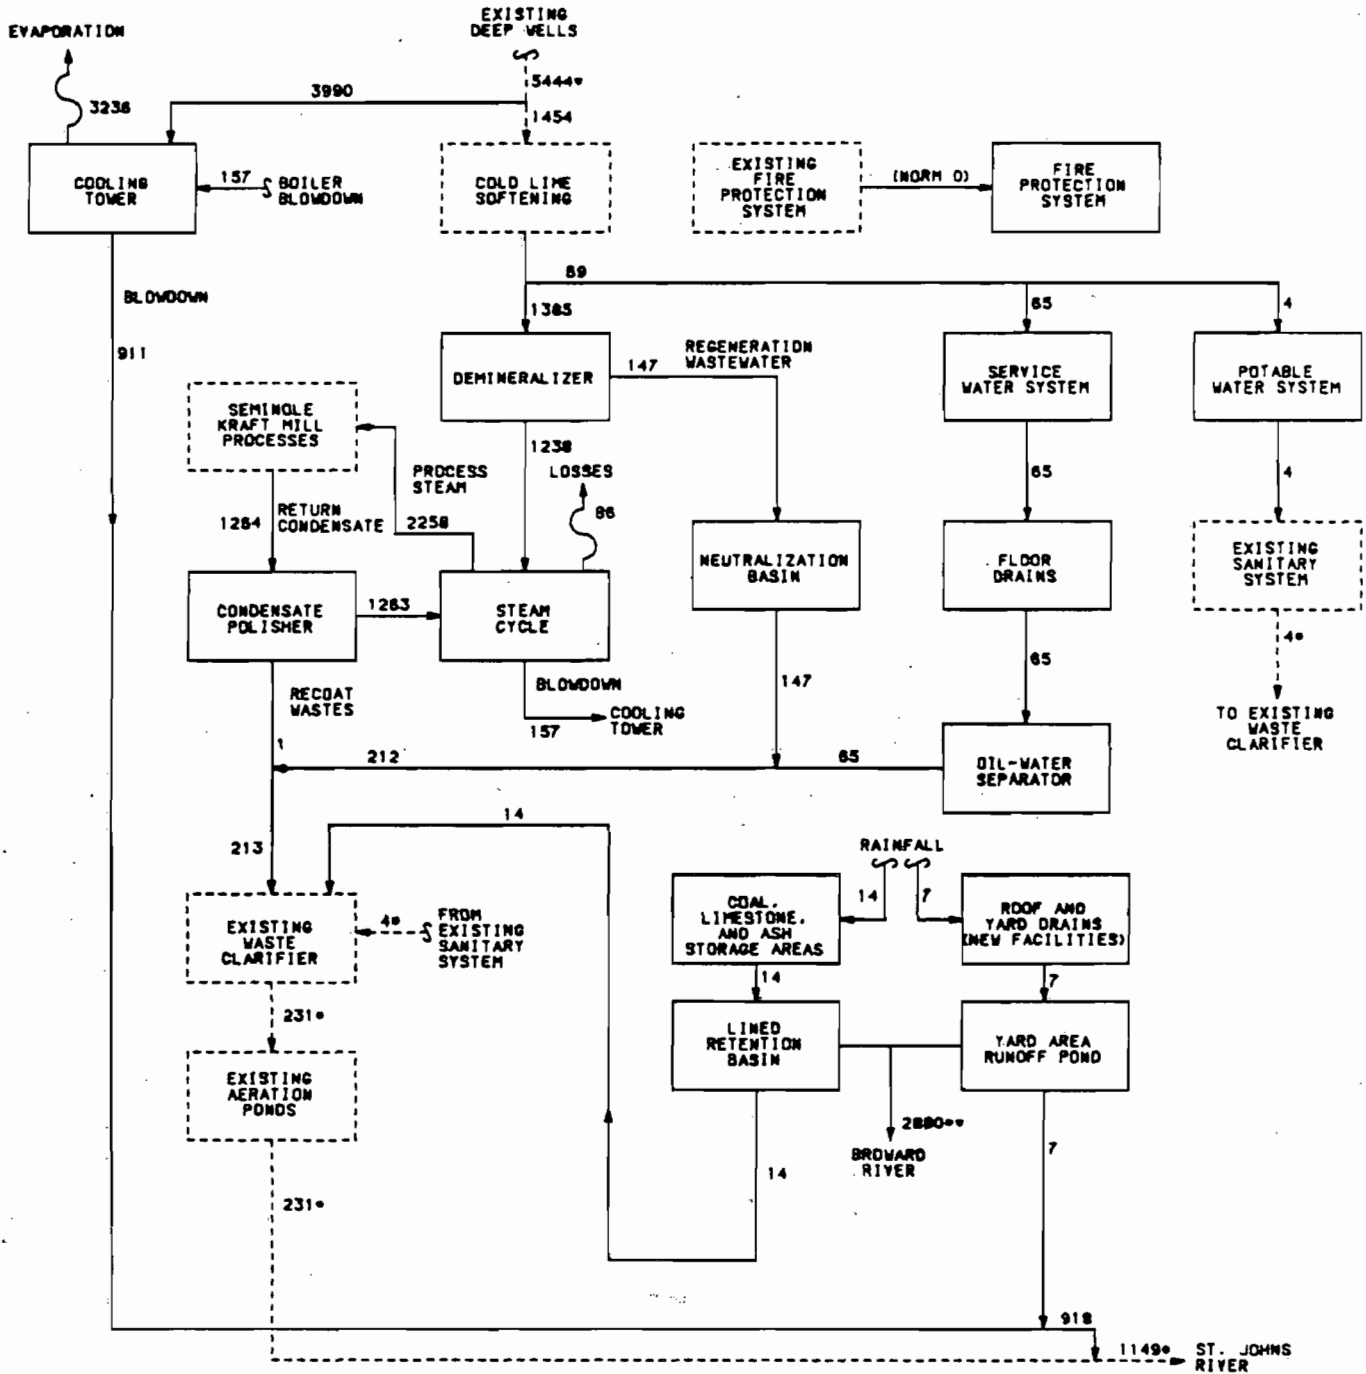 EVAPORATION
EXISTING
DEEP WELLS
5444*
3990
3236
1454
COOLING
TOWER
157
BOILER
BLOWDOWN
COLD LIME
SOFTENING
EXISTING
FIRE
PROTECTION
SYSTEM
(NORM 0)
FIRE
PROTECTION
SYSTEM
BLOWDOWN
911
69
1385
65
4
DEMINERALIZER
147
REGENERATION
WASTEWATER
SERVICE
WATER SYSTEM
POTABLE
WATER SYSTEM
SEMINOLE
KRAFT MILL
PROCESSES
PROCESS
STEAM
1238
LOSSES
86
65
4
1264
RETURN
CONDENSATE
2258
NEUTRALIZATION
BASIN
FLOOR
DRAINS
EXISTING
SANITARY
SYSTEM
CONDENSATE
POLISHER
1263
STEAM
CYCLE
4*
RECOAT
WASTES
BLOWDOWN
157
COOLING
TOWER
147
65
TO EXISTING
WASTE
CLARIFIER
1
212
65
OIL-WATER
SEPARATOR
14
213
RAINFALL
14
7
EXISTING
WASTE
CLARIFIER
4*
FROM
EXISTING
SANITARY
SYSTEM
COAL,
LIMESTONE,
AND ASH
STORAGE AREAS
ROOF AND
YARD DRAINS
(NEW FACILITIES)
14
7
231*
LINED
RETENTION
BASIN
YARD AREA
RUNOFF POND
EXISTING
AERATION
PONDS
2880**
BROWARD
RIVER
14
7
231*
918
1149*
ST. JOHNS
RIVER